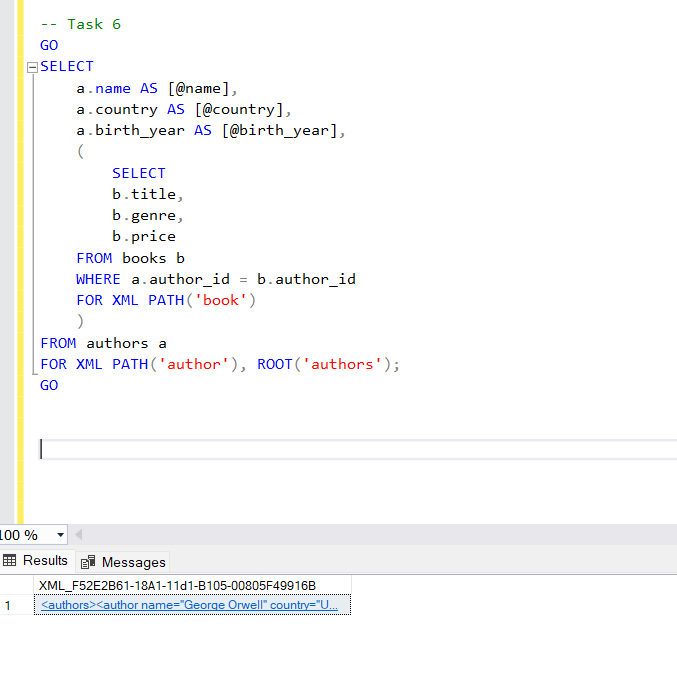 -- Task 6
GO
SELECT
a.name AS [@name],
a.country AS [@country],
a.birth_year AS [@birth_year],
(
SELECT
b.title,
b.genre,
b.price
FROM books b
WHERE a.author_id = b.author_id
FOR XML PATH('book')
)
FROM authors a
FOR XML PATH('author'), ROOT('authors');
GO
100 %
Results Messages
XML_F52E2B61-18A1-11d1-B105-00805F49916B
1 <authors><author name="George Orwell" country="U...